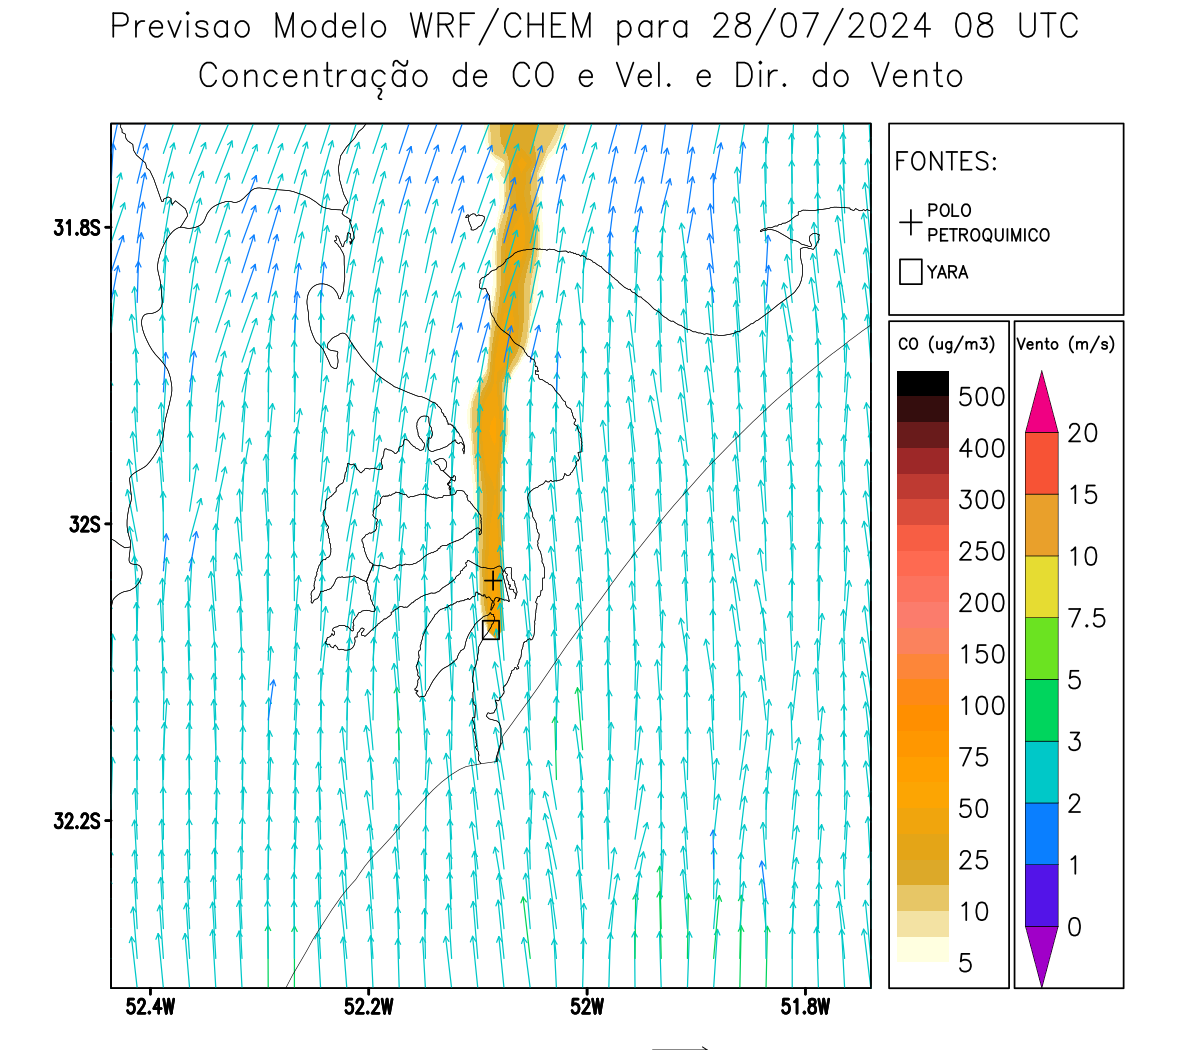 Previsao Modelo WRF/CHEM para 28/07/2024 08 UTC
Concentração de CO e Vel. e Dir. do Vento
FONTES:
POLO
PETROQUIMICO
YARA
31.8S
32S
32.2S
52.4W
52.2W
52W
51.8W
CO (ug/m3)
500
400
300
250
200
150
100
75
50
25
10
5
Vento (m/s)
20
15
10
7.5
5
3
2
1
0